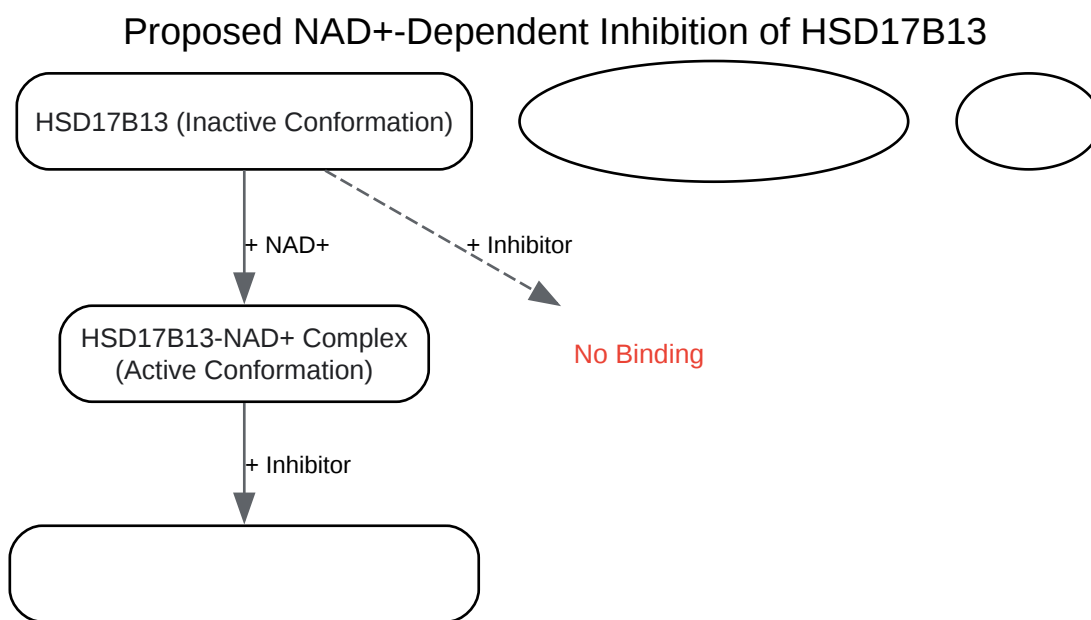 Proposed NAD+-Dependent Inhibition of HSD17B13
HSD17B13 (Inactive Conformation)
+ NAD+
+ Inhibitor
HSD17B13-NAD+ Complex
(Active Conformation)
No Binding
+ Inhibitor